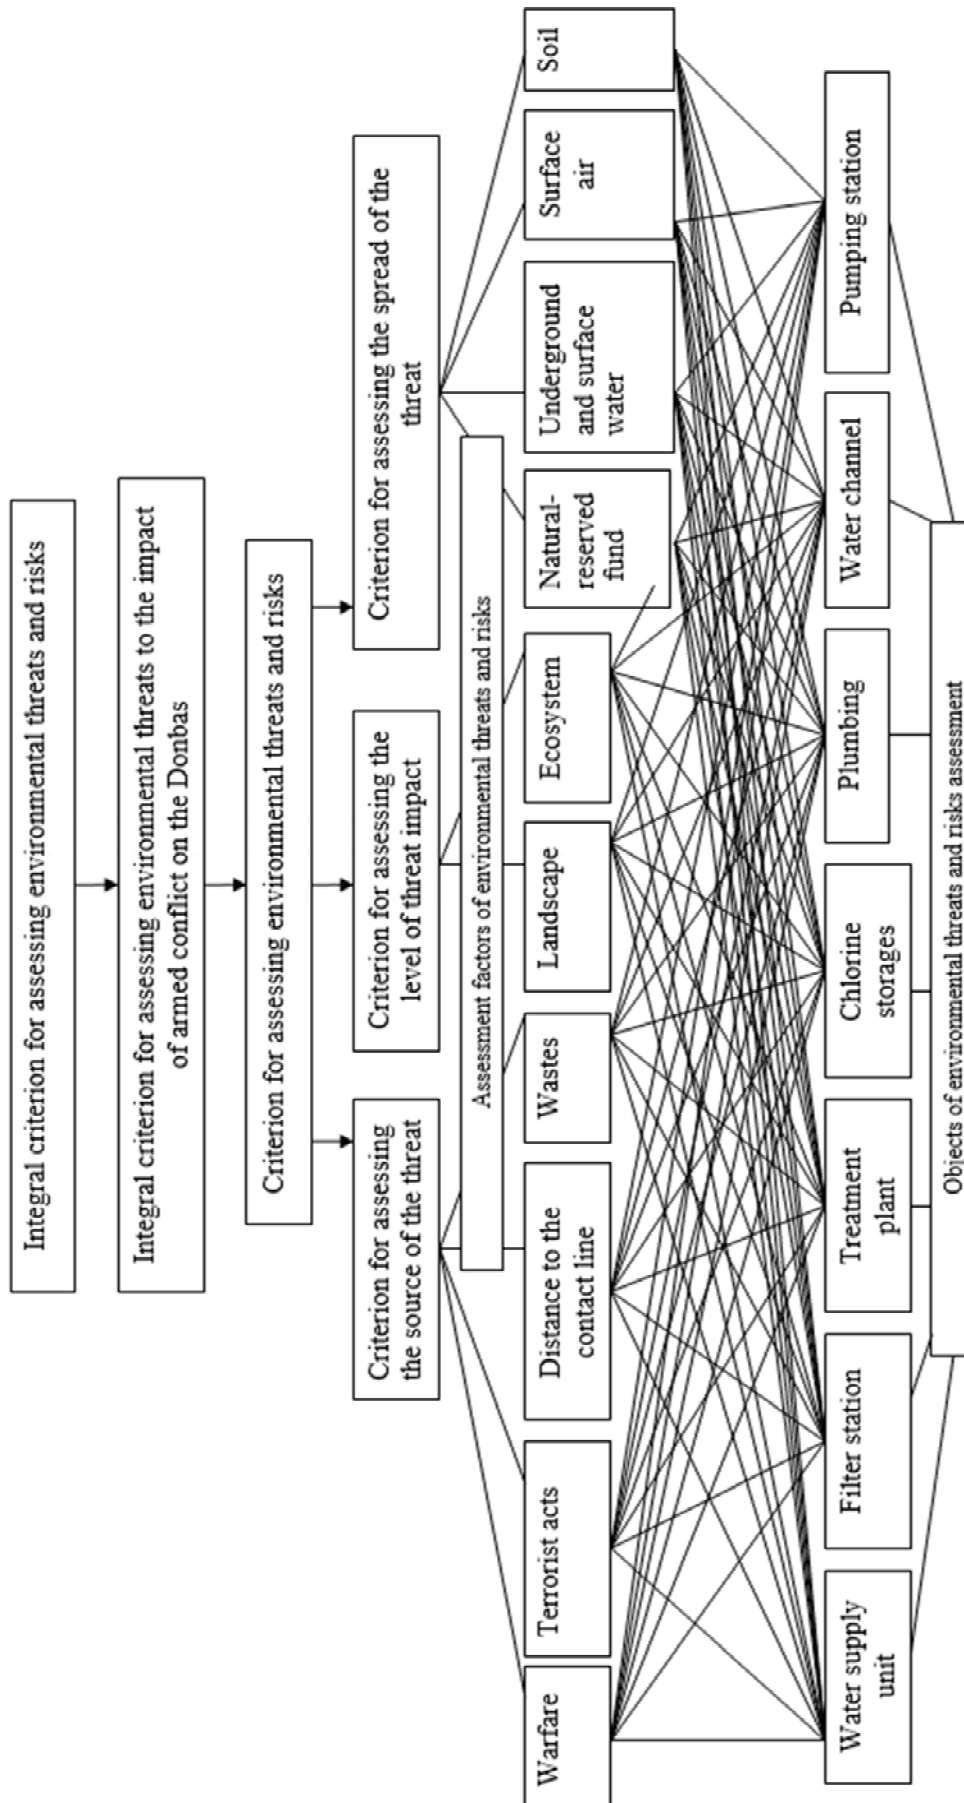 Integral criterion for assessing environmental threats and risks
Integral criterion for assessing environmental threats to the impact
of armed conflict on the Donbas
Criterion for assessing environmental threats and risks
Criterion for assessing
the source of the threat
Criterion for assessing the
level of threat impact
Criterion for assessing the spread of the
threat
Assessment factors of environmental threats and risks
Warfare
Terrorist acts
Distance to the
contact line
Wastes
Landscape
Ecosystem
Natural-
reserved
fund
Underground
and surface
water
Surface
air
Soil
Water supply
unit
Filter station
Treatment
plant
Chlorine
storages
Plumbing
Water channel
Pumping station
Objects of environmental threats and risks assessment